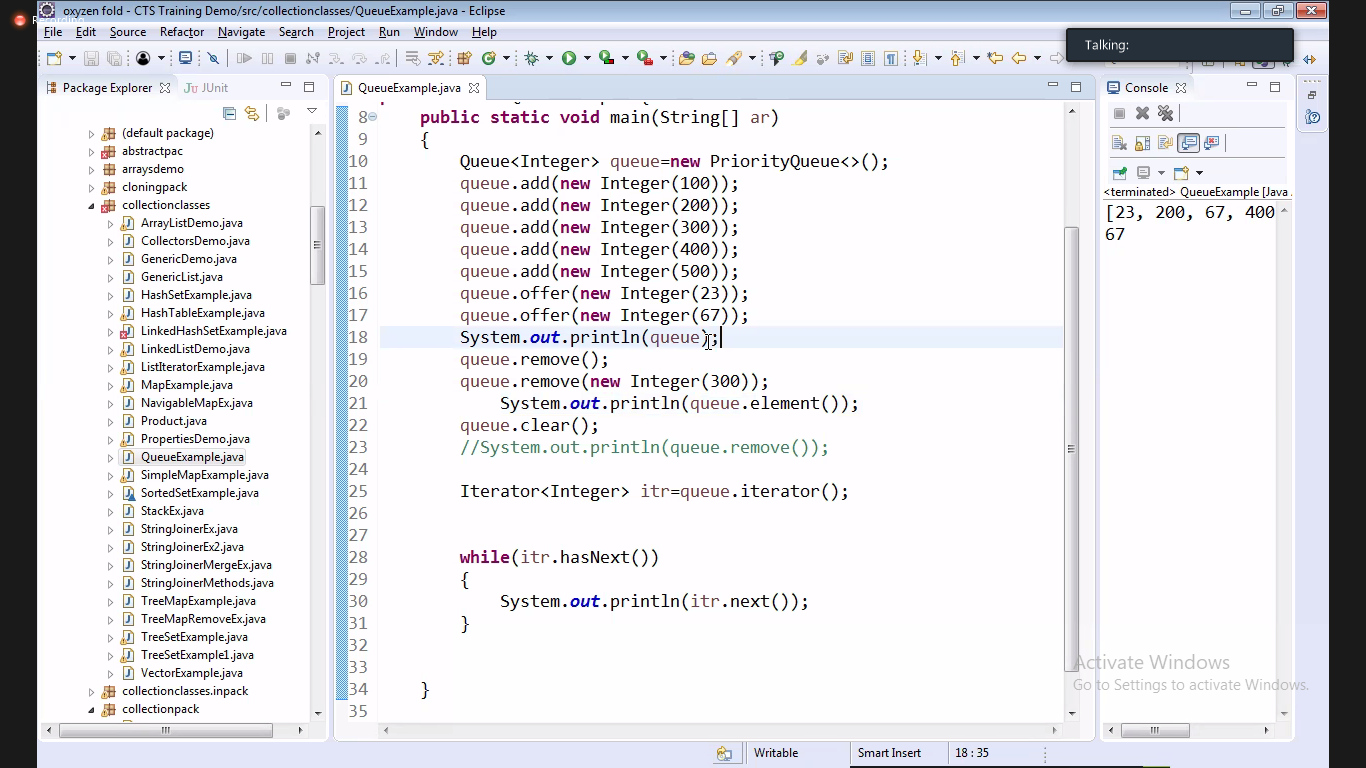 oxyzen fold - CTS Training Demo/src/collectionclasses/QueueExample.java - Eclipse
File Edit Source Refactor Navigate Search Project Run Window Help
Talking:
Package Explorer JUnit
(default package)
abstractpac
arraysdemo
cloningpack
collectionclasses
ArrayListDemo.java
CollectorsDemo.java
GenericDemo.java
GenericList.java
HashSetExample.java
HashTableExample.java
LinkedHashSetExample.java
LinkedListDemo.java
ListIteratorExample.java
MapExample.java
NavigableMapEx.java
Product.java
PropertiesDemo.java
QueueExample.java
SimpleMapExample.java
SortedSetExample.java
StackEx.java
StringJoinerEx.java
StringJoinerEx2.java
StringJoinerMergeEx.java
StringJoinerMethods.java
TreeMapExample.java
TreeMapRemoveEx.java
TreeSetExample.java
TreeSetExample1.java
VectorExample.java
collectionclasses.inpack
collectionpack
QueueExample.java
8 public static void main(String[] ar)
9 {
10 Queue<Integer> queue=new PriorityQueue<>();
11 queue.add(new Integer(100));
12 queue.add(new Integer(200));
13 queue.add(new Integer(300));
14 queue.add(new Integer(400));
15 queue.add(new Integer(500));
16 queue.offer(new Integer(23));
17 queue.offer(new Integer(67));
18 System.out.println(queue);
19 queue.remove();
20 queue.remove(new Integer(300));
21 System.out.println(queue.element());
22 queue.clear();
23 //System.out.println(queue.remove());
24
25 Iterator<Integer> itr=queue.iterator();
26
27
28 while(itr.hasNext())
29 {
30 System.out.println(itr.next());
31 }
32
33
34 }
35
Console
<terminated> QueueExample [Java
[23, 200, 67, 400
67
Activate Windows
Go to Settings to activate Windows.
Writable Smart Insert 18 : 35